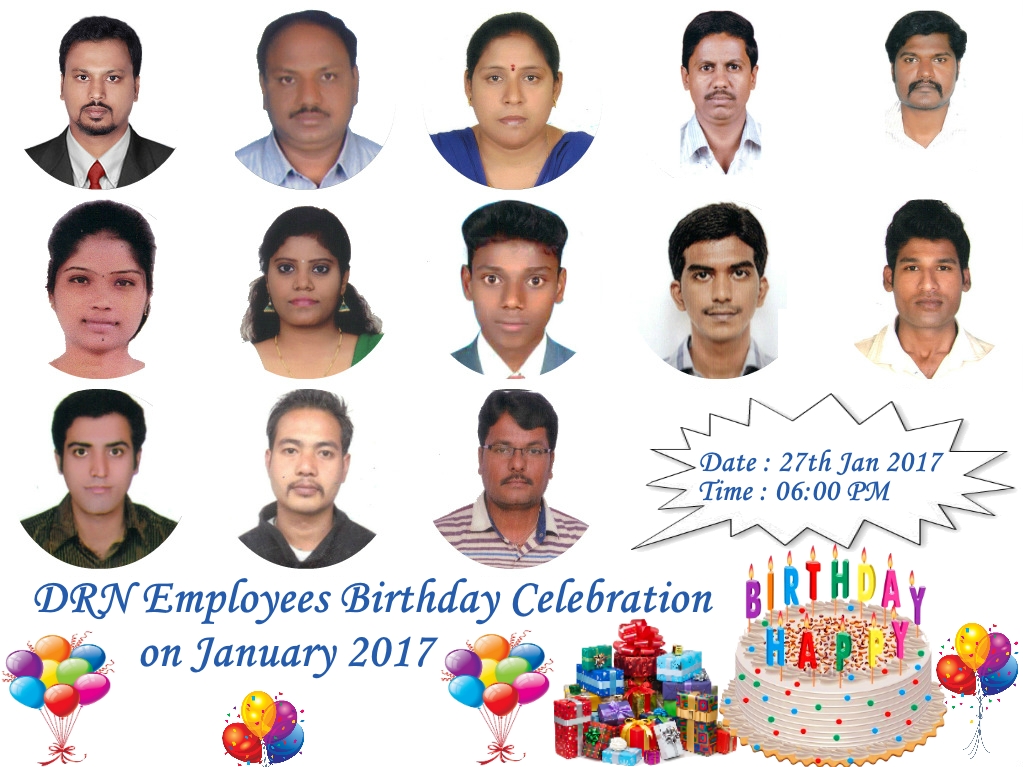 Date : 27th Jan 2017
Time : 06:00 PM
DRN Employees Birthday Celebration
on January 2017
BIRTHDAY
HAPPY